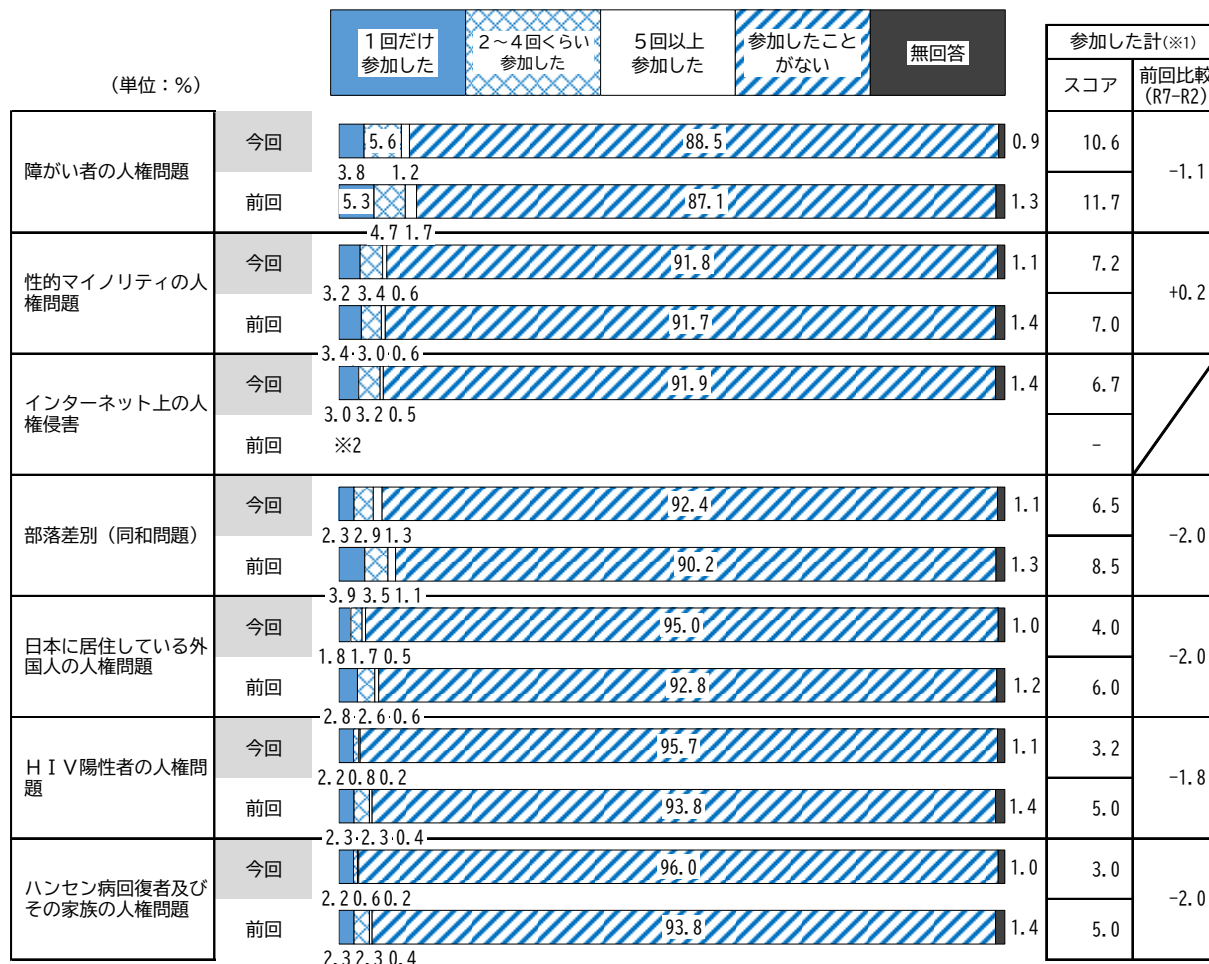 １回だけ
参加した
２～４回くらい
参加した
５回以上
参加した
参加したこと
がない
無回答
（単位：％）
参加した計(※1)
スコア
前回比較
(R7-R2)
障がい者の人権問題
今回
5.6
88.5
0.9
10.6
-1.1
3.8 1.2
前回
5.3
87.1
1.3
11.7
4.7 1.7
性的マイノリティの人
権問題
今回
91.8
1.1
7.2
+0.2
3.2 3.4 0.6
前回
91.7
1.4
7.0
3.4 3.0 0.6
インターネット上の人
権侵害
今回
91.9
1.4
6.7
3.0 3.2 0.5
前回
※2
-
部落差別（同和問題）
今回
92.4
1.1
6.5
-2.0
2.3 2.9 1.3
前回
90.2
1.3
8.5
3.9 3.5 1.1
日本に居住している外
国人の人権問題
今回
95.0
1.0
4.0
-2.0
1.8 1.7 0.5
前回
92.8
1.2
6.0
2.8 2.6 0.6
ＨＩＶ陽性者の人権問
題
今回
95.7
1.1
3.2
-1.8
2.2 0.8 0.2
前回
93.8
1.4
5.0
2.3 2.3 0.4
ハンセン病回復者及び
その家族の人権問題
今回
96.0
1.0
3.0
-2.0
2.2 0.6 0.2
前回
93.8
1.4
5.0
2.3 2.3 0.4